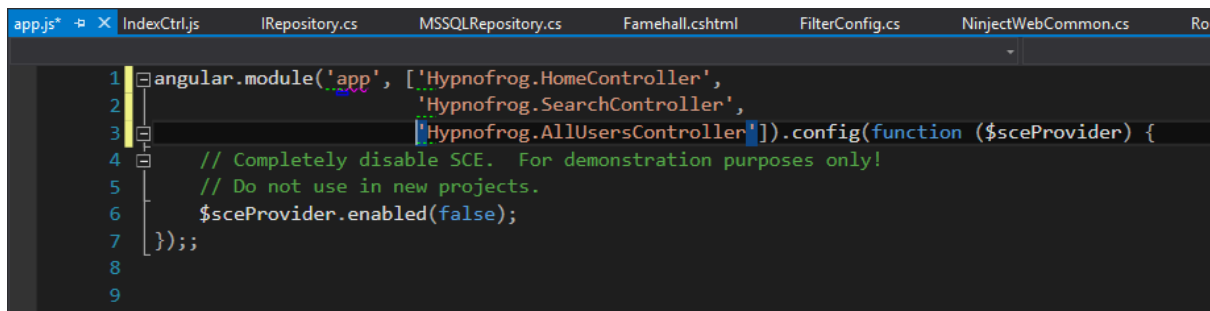 app.js* IndexCtrl.js IRepository.cs MSSQLRepository.cs Famehall.cshtml FilterConfig.cs NinjectWebCommon.cs Ro
1 angular.module('app', ['Hypnofrog.HomeController',
2 'Hypnofrog.SearchController',
3 'Hypnofrog.AllUsersController']).config(function ($sceProvider) {
4 // Completely disable SCE.  For demonstration purposes only!
5 // Do not use in new projects.
6 $sceProvider.enabled(false);
7 });;
8
9